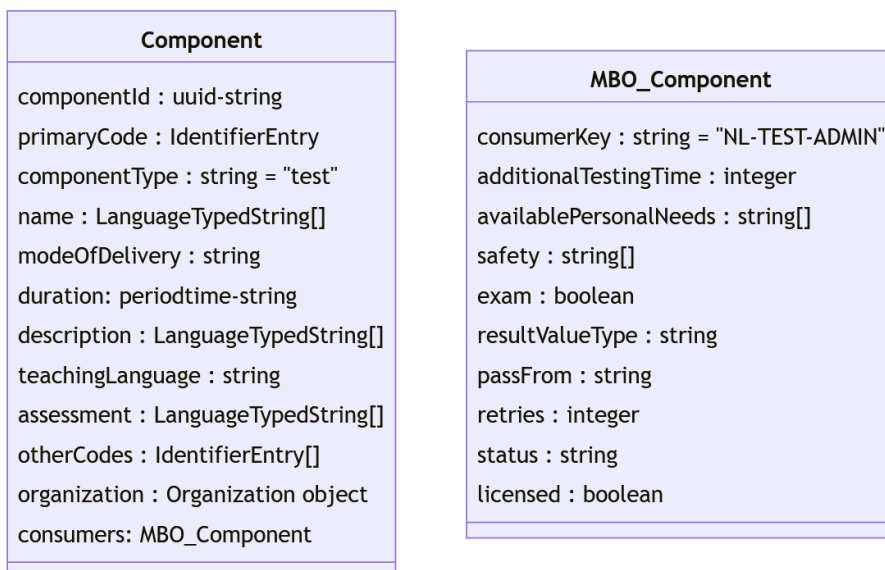 Component
componentId : uuid-string
primaryCode : IdentifierEntry
componentType : string = "test"
name : LanguageTypedString[]
modeOfDelivery : string
duration: periodtime-string
description : LanguageTypedString[]
teachingLanguage : string
assessment : LanguageTypedString[]
otherCodes : IdentifierEntry[]
organization : Organization object
consumers: MBO_Component
MBO_Component
consumerKey : string = "NL-TEST-ADMIN"
additionalTestingTime : integer
availablePersonalNeeds : string[]
safety : string[]
exam : boolean
resultValueType : string
passFrom : string
retries : integer
status : string
licensed : boolean